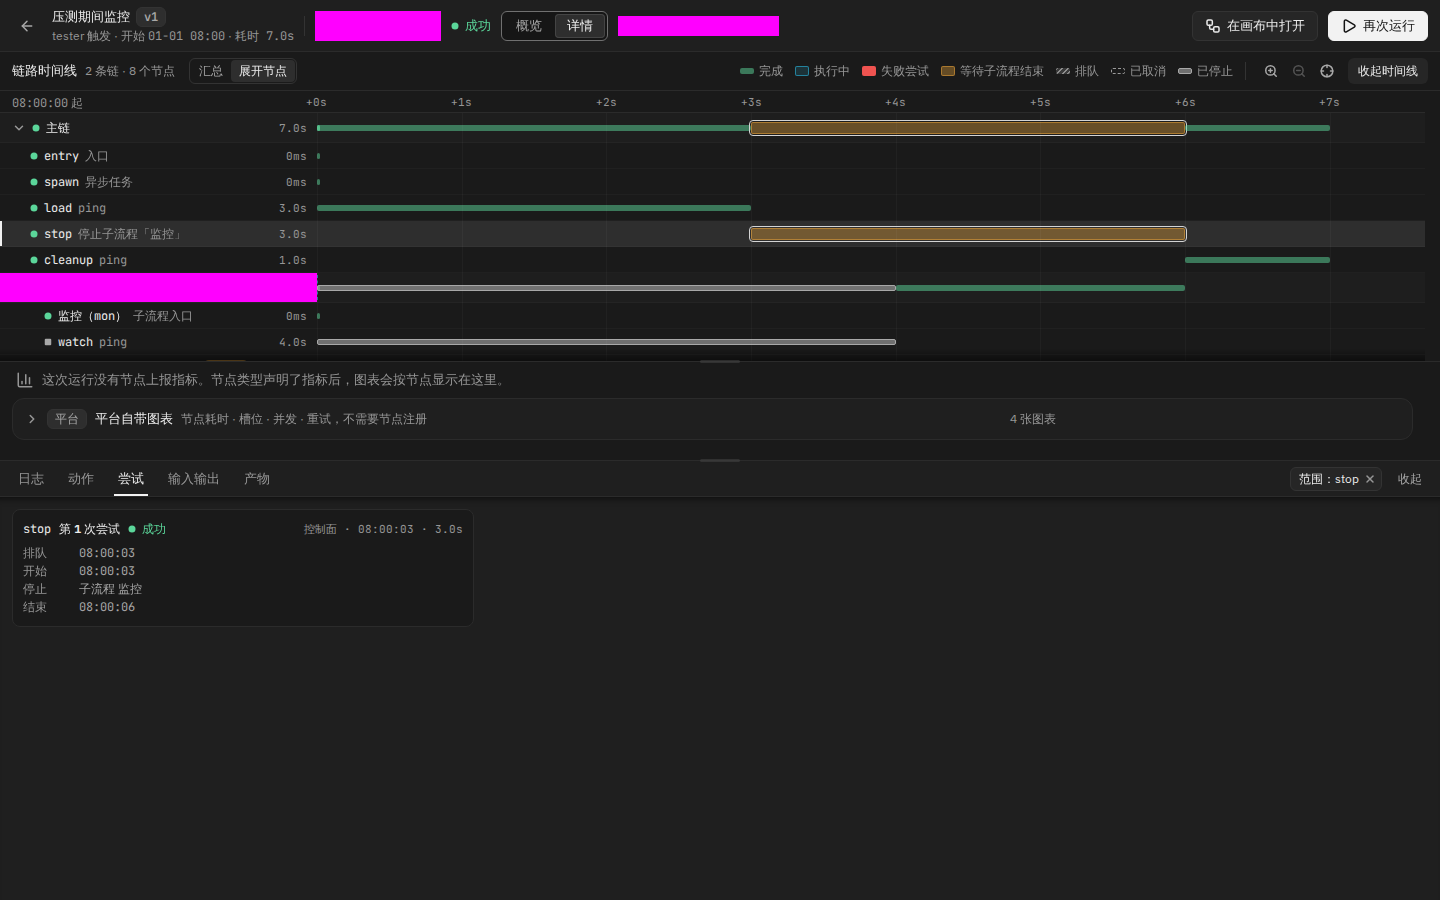 压测期间监控 v1
tester 触发 · 开始 01-01 08:00 · 耗时 7.0s
成功
概览 详情
在画布中打开
再次运行
链路时间线 2 条链 · 8 个节点 汇总 展开节点
完成 执行中 失败尝试 等待子流程结束 排队 已取消 已停止 收起时间线
08:00:00 起 +0s +1s +2s +3s +4s +5s +6s +7s
主链 7.0s
entry 入口 0ms
spawn 异步任务 0ms
load ping 3.0s
stop 停止子流程「监控」 3.0s
cleanup ping 1.0s
监控（mon） 子流程入口 0ms
watch ping 4.0s
这次运行没有节点上报指标。节点类型声明了指标后，图表会按节点显示在这里。
平台 平台自带图表 节点耗时 · 槽位 · 并发 · 重试，不需要节点注册 4 张图表
日志 动作 尝试 输入输出 产物 范围：stop 收起
stop 第 1 次尝试 成功 控制面 · 08:00:03 · 3.0s
排队 08:00:03
开始 08:00:03
停止 子流程 监控
结束 08:00:06